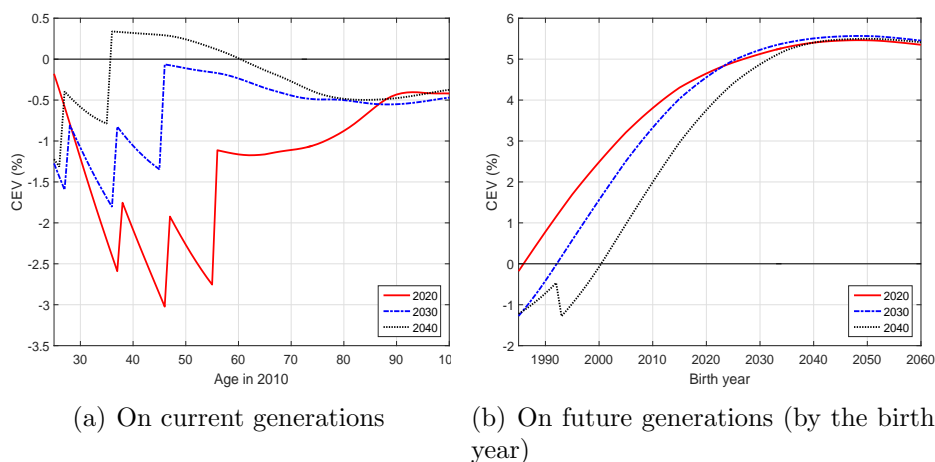 0.5
0
-0.5
-1
-1.5
-2
-2.5
-3
-3.5
CEV (%)
30 40 50 60 70 80 90 100
Age in 2010
2020
2030
2040
(a) On current generations
6
5
4
3
2
1
0
-1
-2
CEV (%)
1990 2000 2010 2020 2030 2040 2050 2060
Birth year
2020
2030
2040
(b) On future generations (by the birth
year)